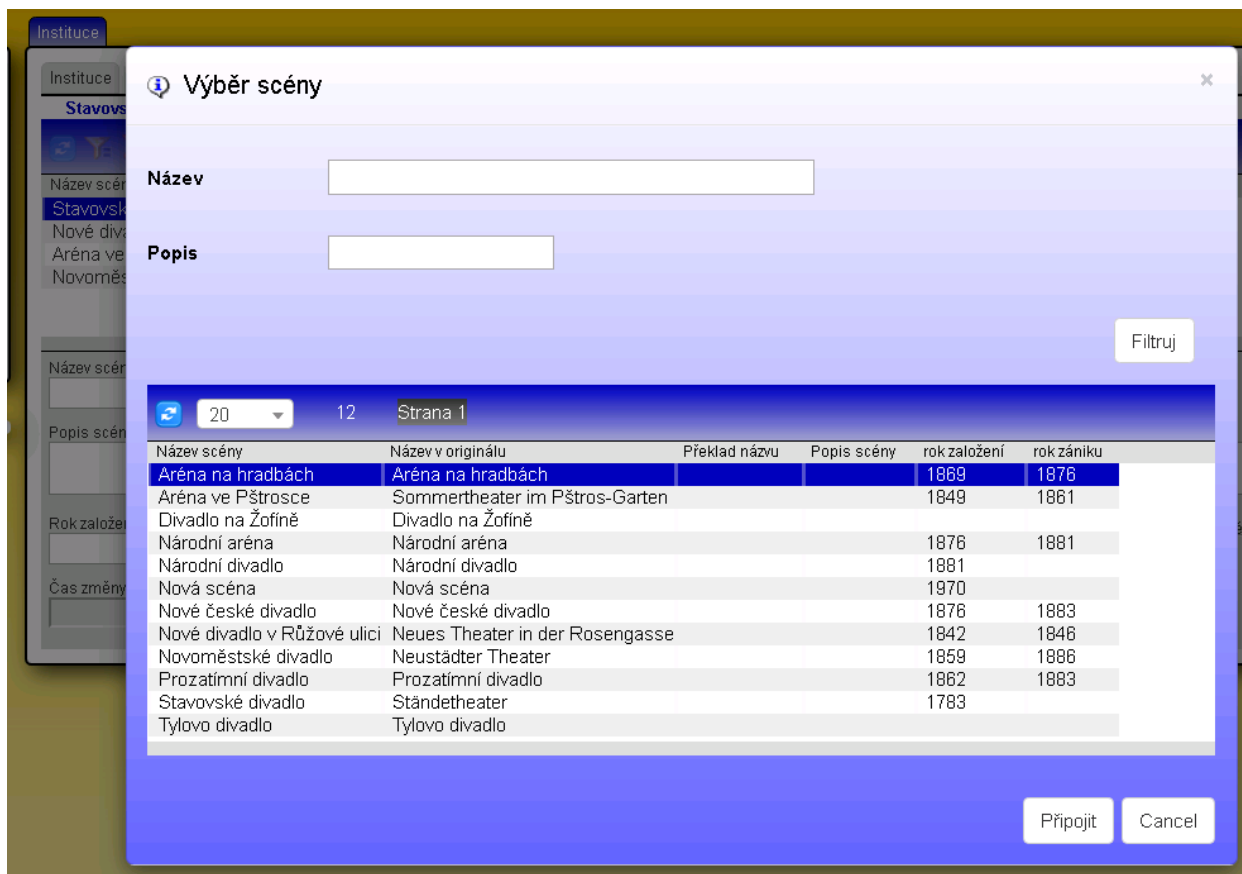 Instituce
Instituce
Výběr scény
×
Stavovs
Název
Název scén
Stavovsk
Nové diva
Aréna ve
Novoměs
Popis
Filtruj
Název scén
20 12 Strana 1
Popis scén
Název scény Název v originálu Překlad názvu Popis scény rok založení rok zániku
Aréna na hradbách Aréna na hradbách 1869 1876
Aréna ve Pštrosce Sommertheater im Pštros-Garten 1849 1861
Divadlo na Žofíně Divadlo na Žofíně
Národní aréna Národní aréna 1876 1881
Národní divadlo Národní divadlo 1881
Nová scéna Nová scéna 1970
Nové české divadlo Nové české divadlo 1876 1883
Nové divadlo v Růžové ulici Neues Theater in der Rosengasse 1842 1846
Novoměstské divadlo Neustädter Theater 1859 1886
Prozatímní divadlo Prozatímní divadlo 1862 1883
Stavovské divadlo Ständetheater 1783
Tylovo divadlo Tylovo divadlo
Rok založe
Čas změny
Připojit Cancel